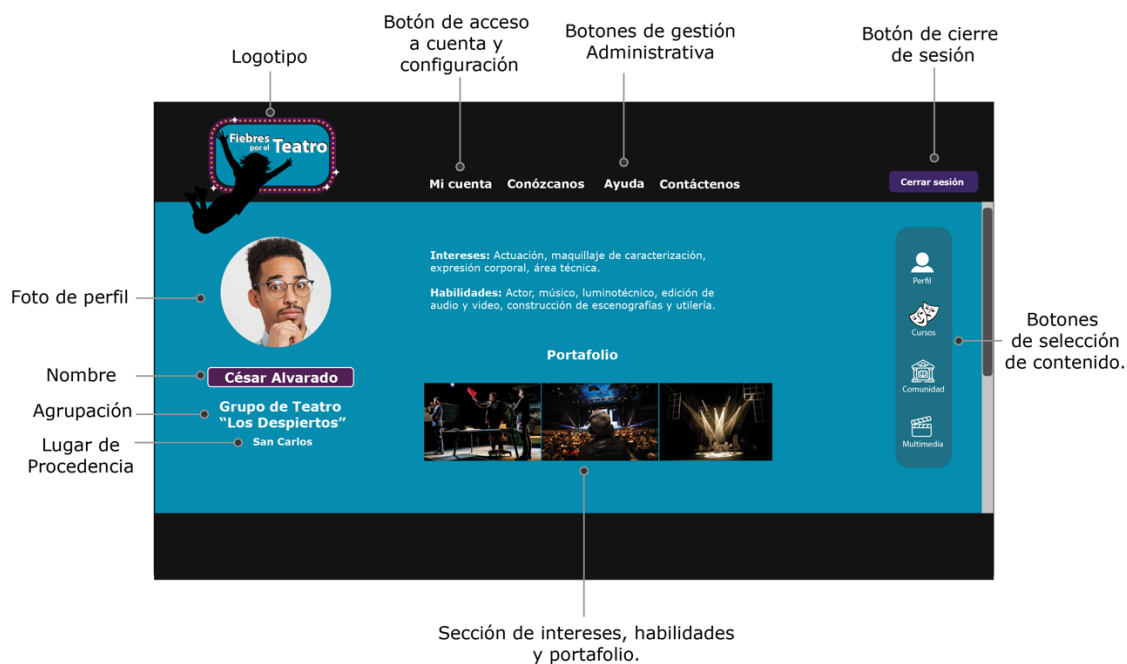 Botón de acceso
a cuenta y
configuración
Botones de gestión
Administrativa
Botón de cierre
de sesión
Logotipo
Fiebres
por el
Teatro
Mi cuenta Conózcanos Ayuda Contáctenos
Cerrar sesión
Foto de perfil
Nombre
Agrupación
Lugar de
Procedencia
César Alvarado
Grupo de Teatro
“Los Despiertos”
San Carlos
Intereses: Actuación, maquillaje de caracterización,
expresión corporal, área técnica.
Habilidades: Actor, músico, luminotécnico, edición de
audio y video, construcción de escenografías y utilería.
Portafolio
Perfil
Cursos
Comunidad
Multimedia
Botones
de selección
de contenido.
Sección de intereses, habilidades
y portafolio.